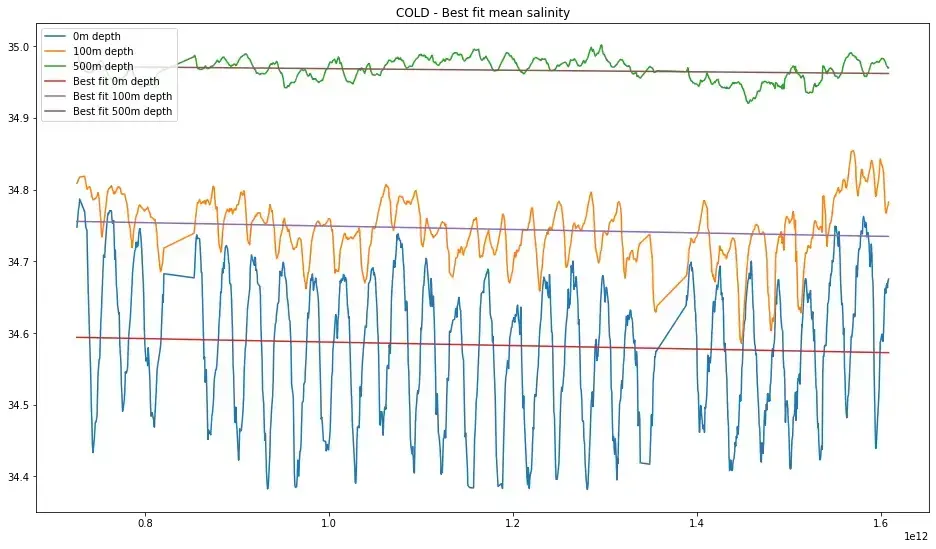 COLD - Best fit mean salinity
0m depth
100m depth
500m depth
Best fit 0m depth
Best fit 100m depth
Best fit 500m depth
35.0
34.9
34.8
34.7
34.6
34.5
34.4
0.8 1.0 1.2 1.4 1.6
1e12